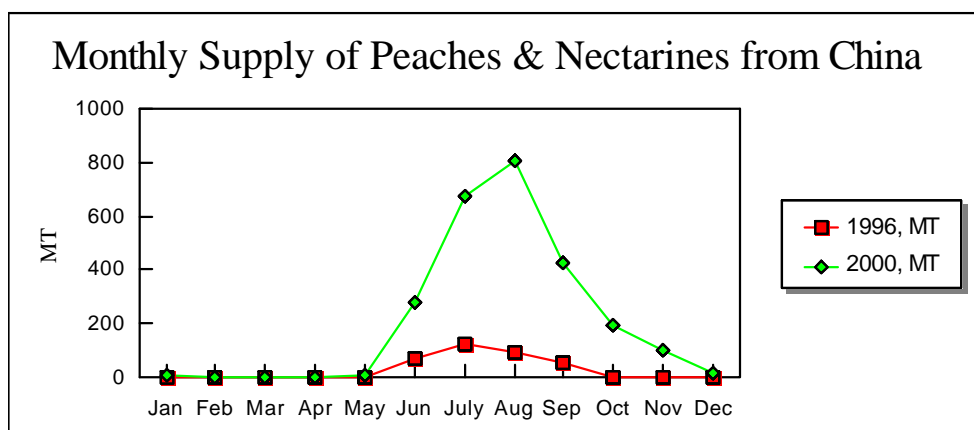 Monthly Supply of Peaches & Nectarines from China
1000
800
600
400
200
0
MT
Jan Feb Mar Apr May Jun July Aug Sep Oct Nov Dec
1996, MT
2000, MT